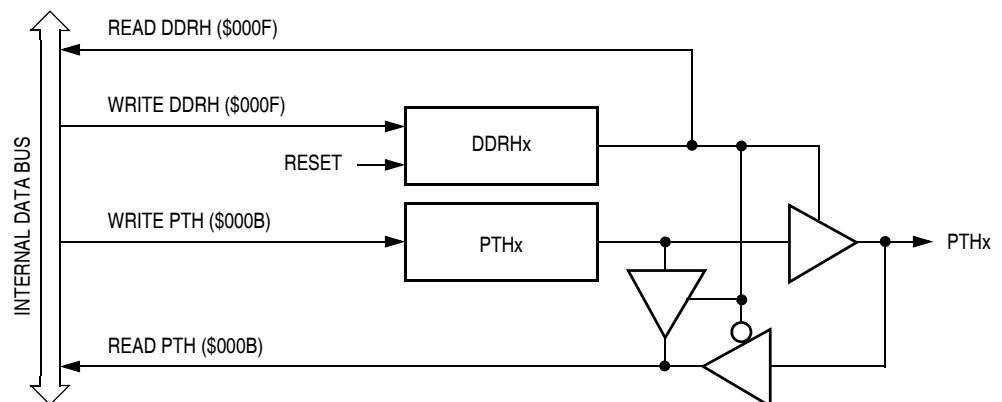 READ DDRH ($000F)
WRITE DDRH ($000F)
DDRHx
RESET
INTERNAL DATA BUS
WRITE PTH ($000B)
PTHx
PTHx
READ PTH ($000B)